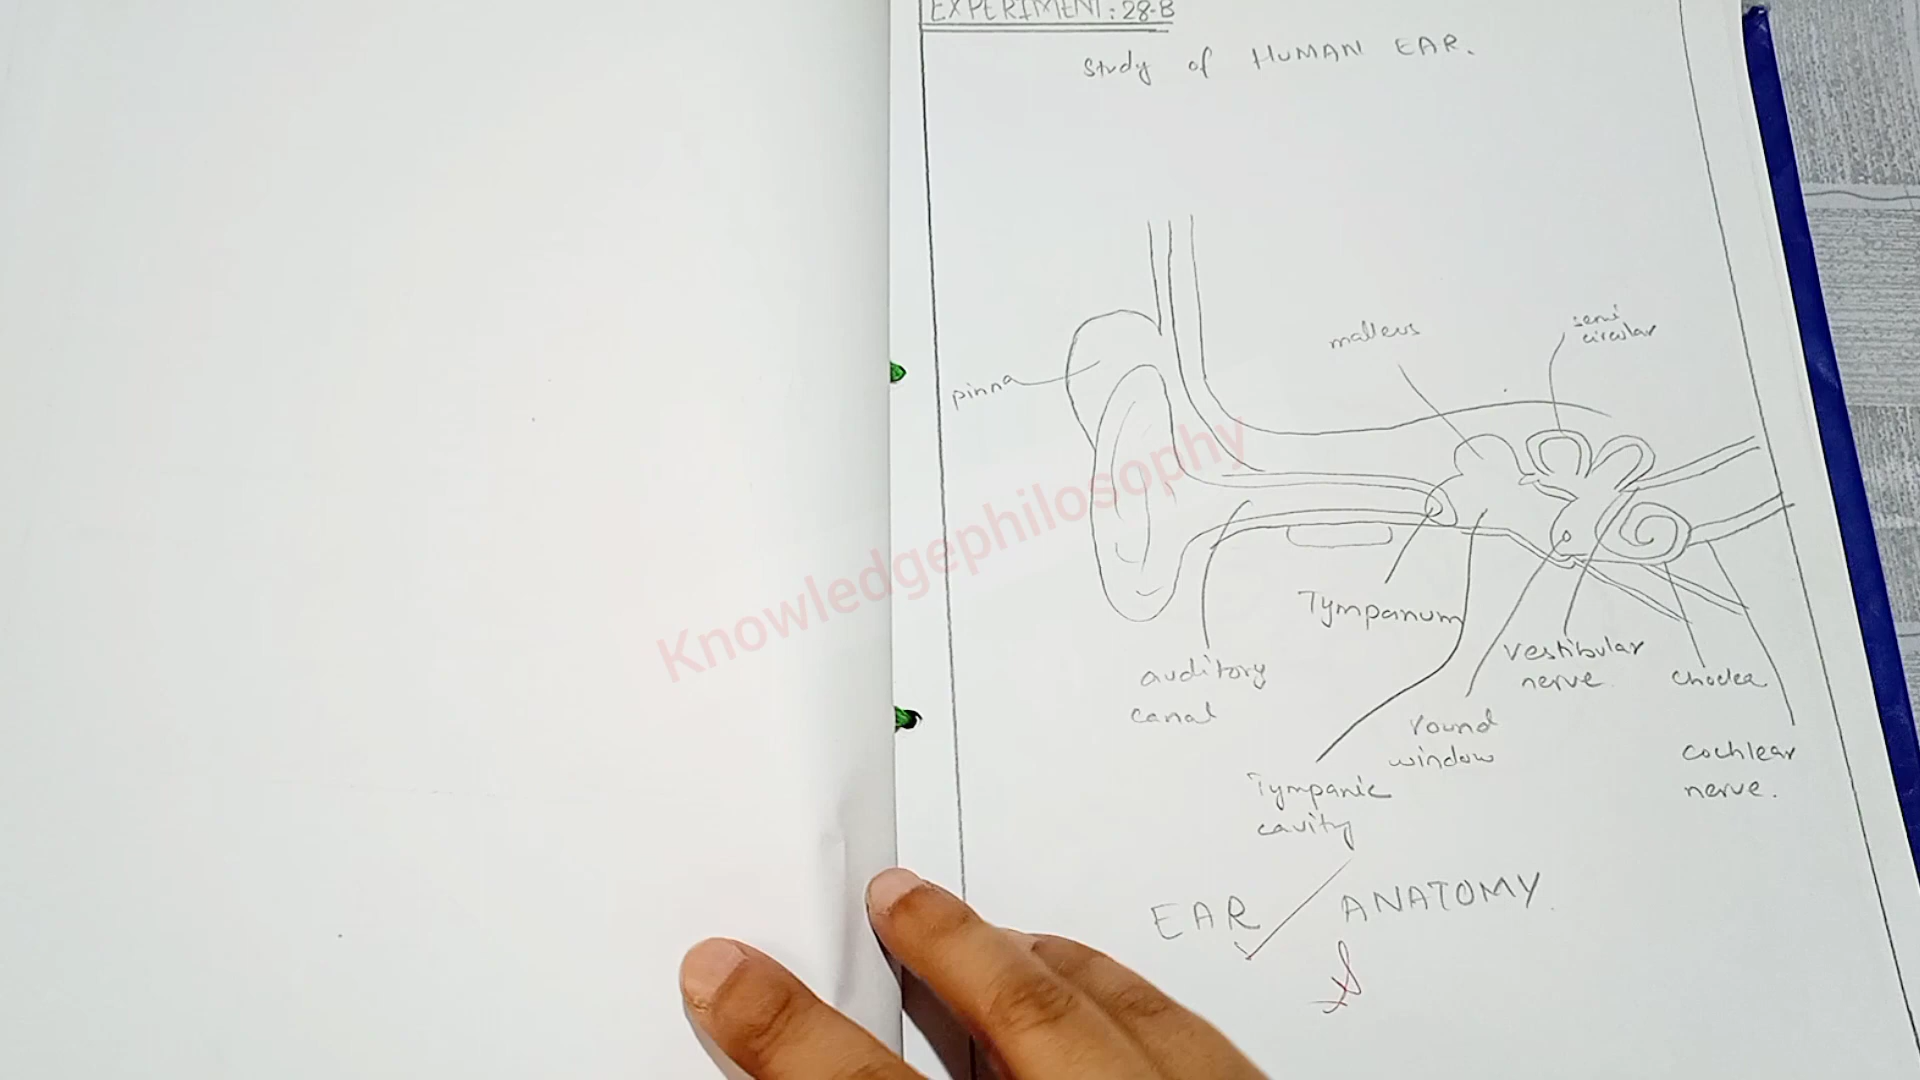 EXPERIMENT: 28-B
Study of HUMAN EAR.
malleus
semi
circular
pinna
Knowledgephilosophy
Tympanum
auditory
canal
vestibular
nerve
choclea
round
window
cochlear
nerve.
Tympanic
cavity
EAR ANATOMY